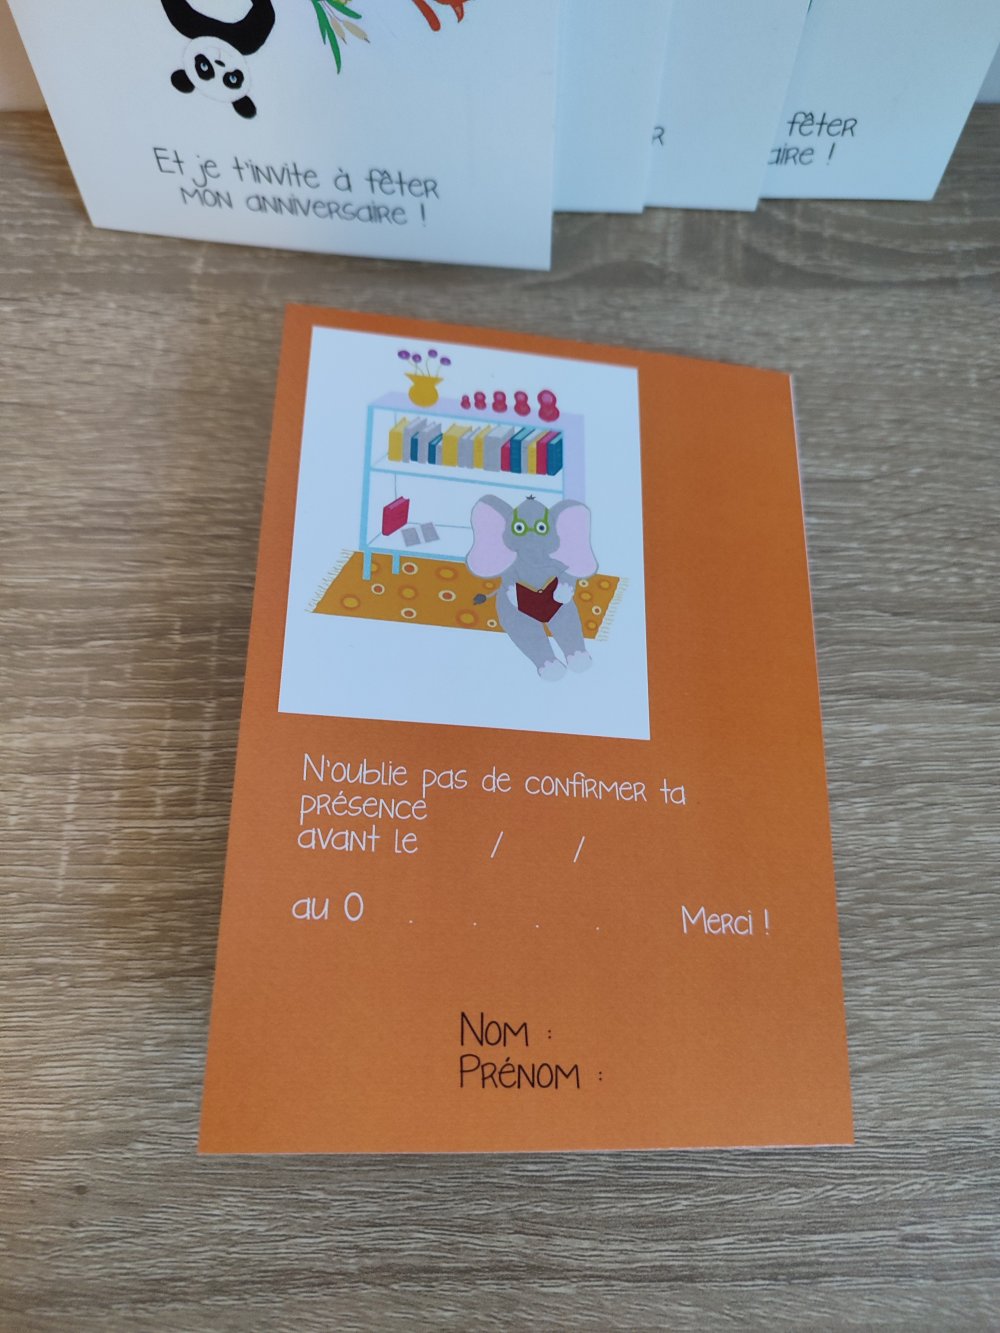 Et je t'invite à fêter
mon anniversaire !
fêter
N'oublie pas de confirmer ta
présence
avant le / /
au 0 . . . . Merci !
Nom :
Prénom :